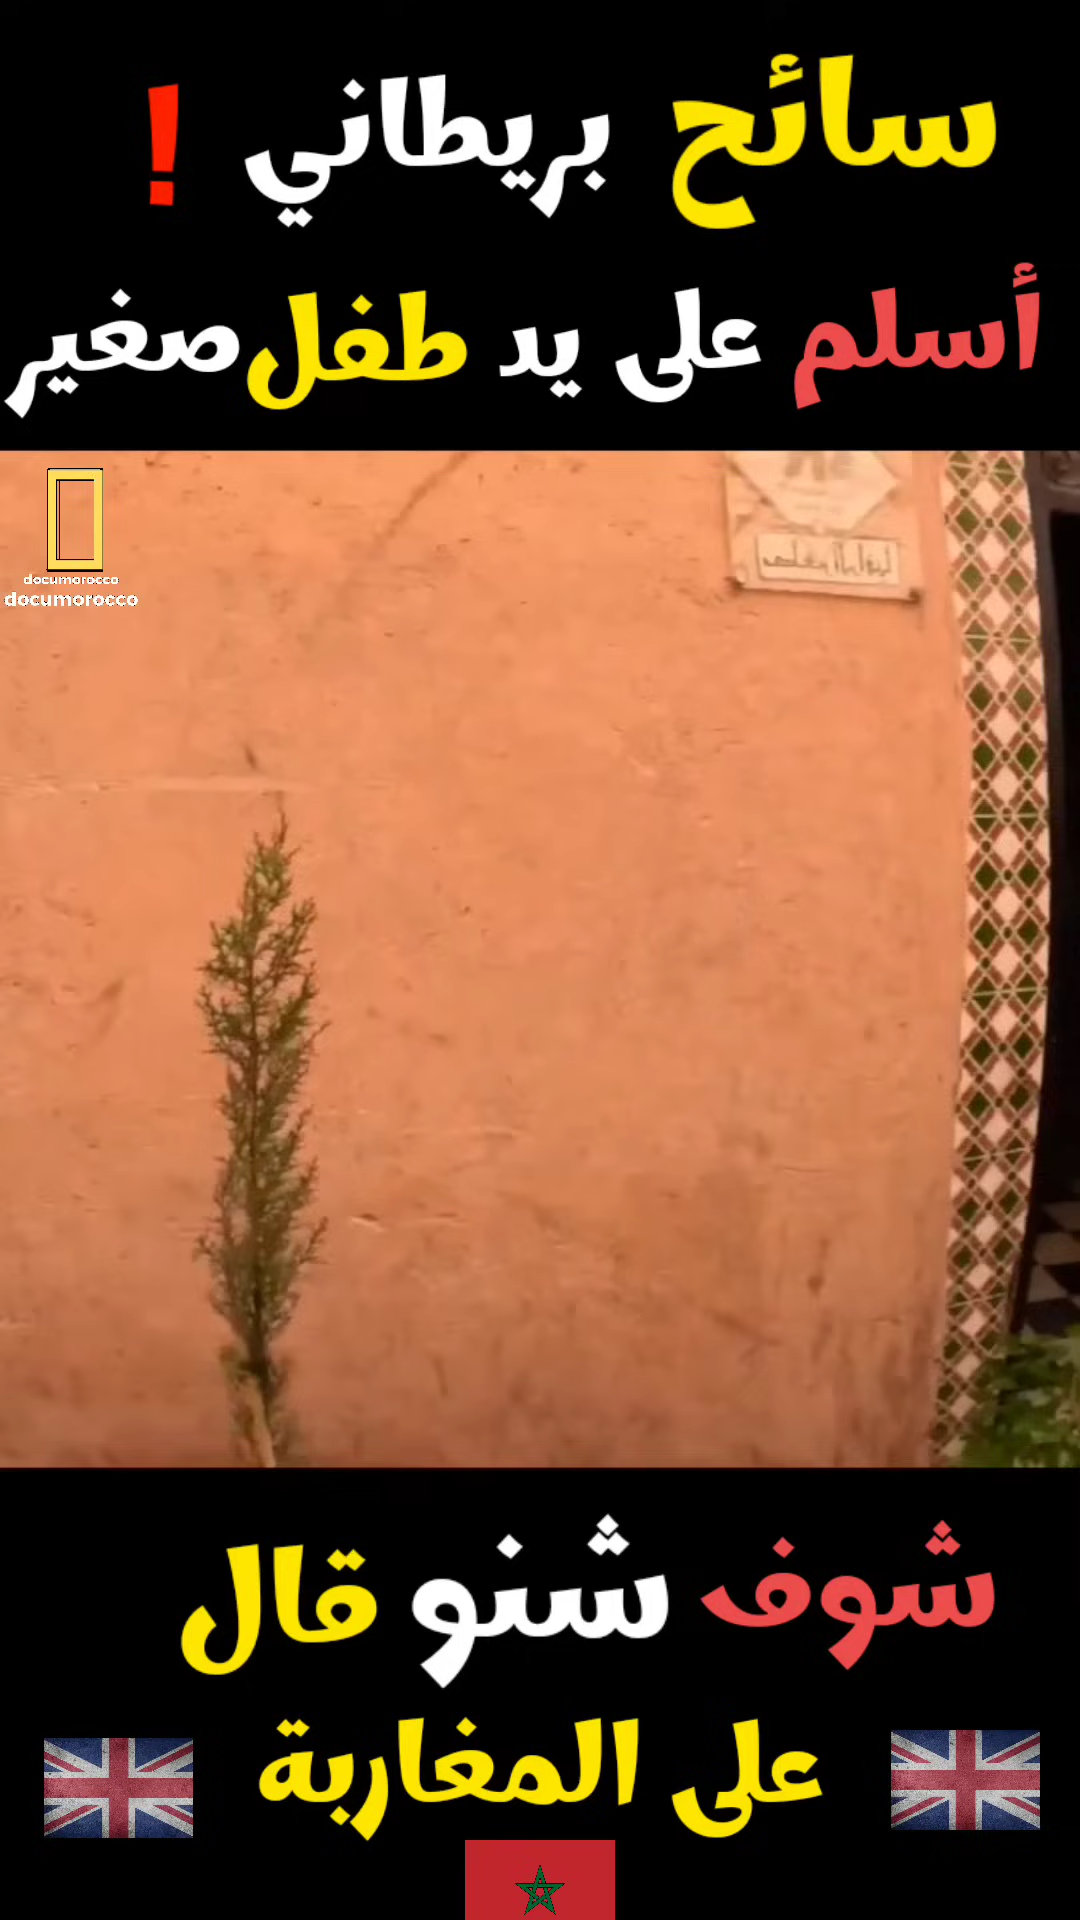 سائح بريطاني !
أسلم على يد طفل صغير
documorocco
documorocco
شوف شنو قال
على المغاربة